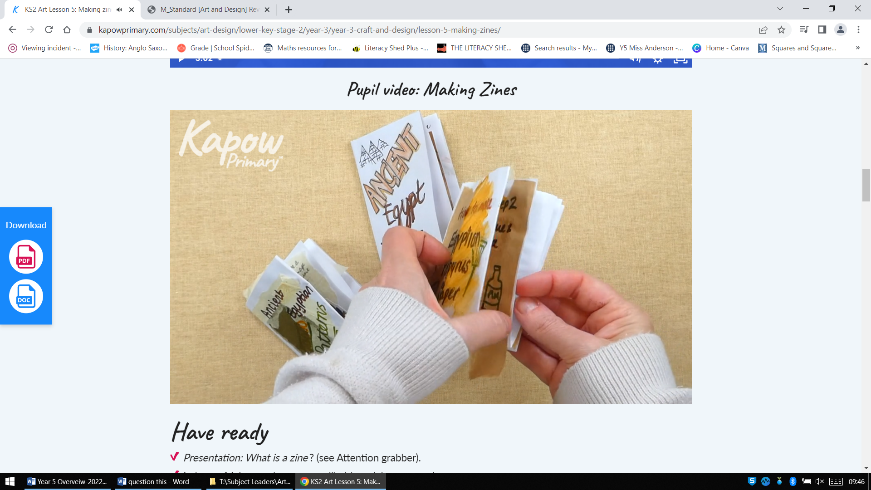 KS2 Art Lesson 5: Making zin
M_Standard (Art and Design) Rev
kapowprimary.com/subjects/art-design/lower-key-stage-2/year-3/year-3-craft-and-design/lesson-5-making-zines/
Viewing incident -...
History: Anglo Saxo...
Grade | School Spid...
Maths resources for...
Literacy Shed Plus -...
THE LITERACY SHE...
Search results - My...
Y5 Miss Anderson -...
Home - Canva
Squares and Square...
»
Pupil video: Making Zines
Kapow
Primary
ANCIENT
Egypt
Egyptian
Ancient
Egyptian
Download
PDF
DOC
Have ready
Presentation: What is a zine? (see Attention grabber).
Year 5 Overveiw 2022...
question this - Word
T:\Subject Leaders\Art...
KS2 Art Lesson 5: Mak...
09:46